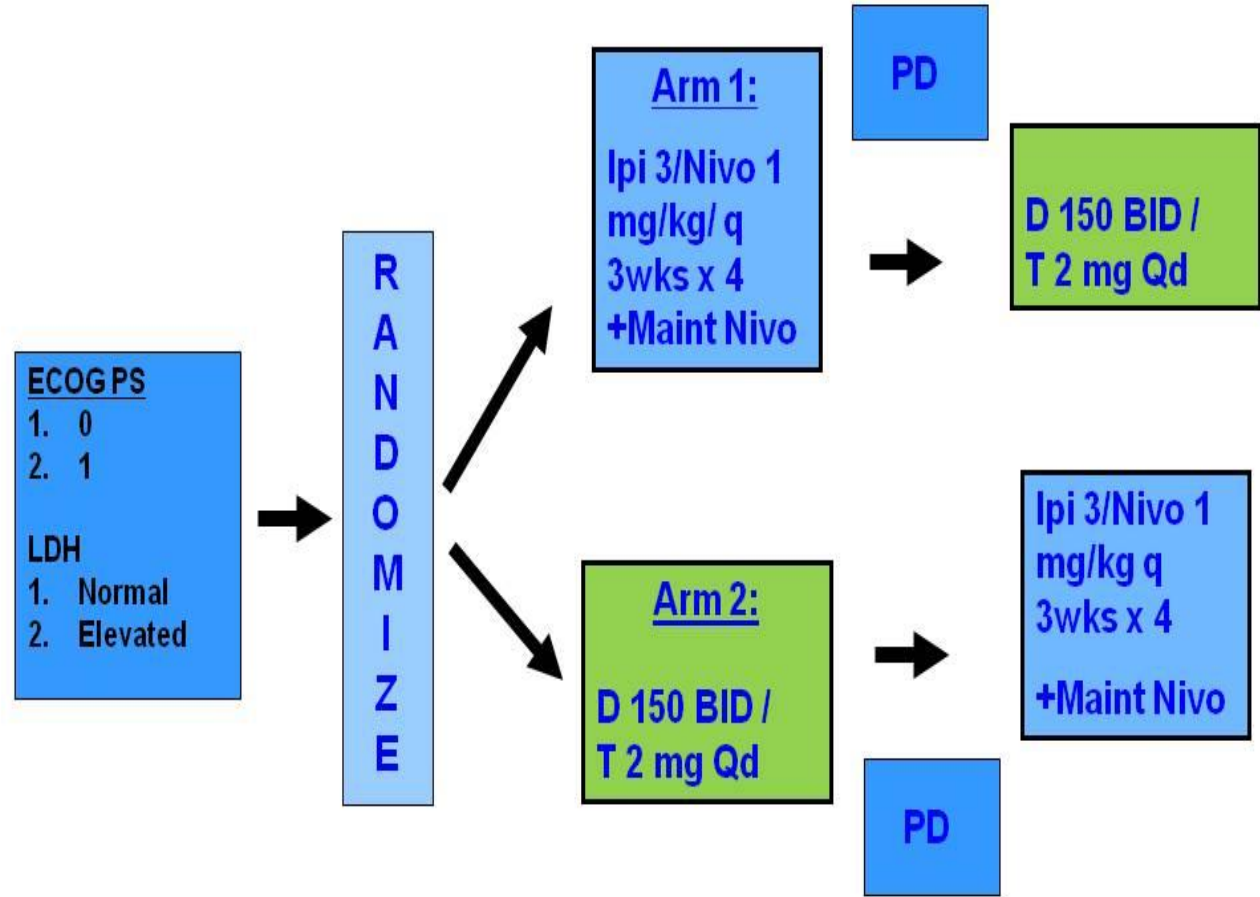 ECOG PS
1. 0
2. 1
LDH
1. Normal
2. Elevated
R
A
N
D
O
M
I
Z
E
Arm 1:
Ipi 3/Nivo 1
mg/kg/ q
3wks x 4
+Maint Nivo
PD
D 150 BID /
T 2 mg Qd
Arm 2:
D 150 BID /
T 2 mg Qd
PD
Ipi 3/Nivo 1
mg/kg q
3wks x 4
+Maint Nivo